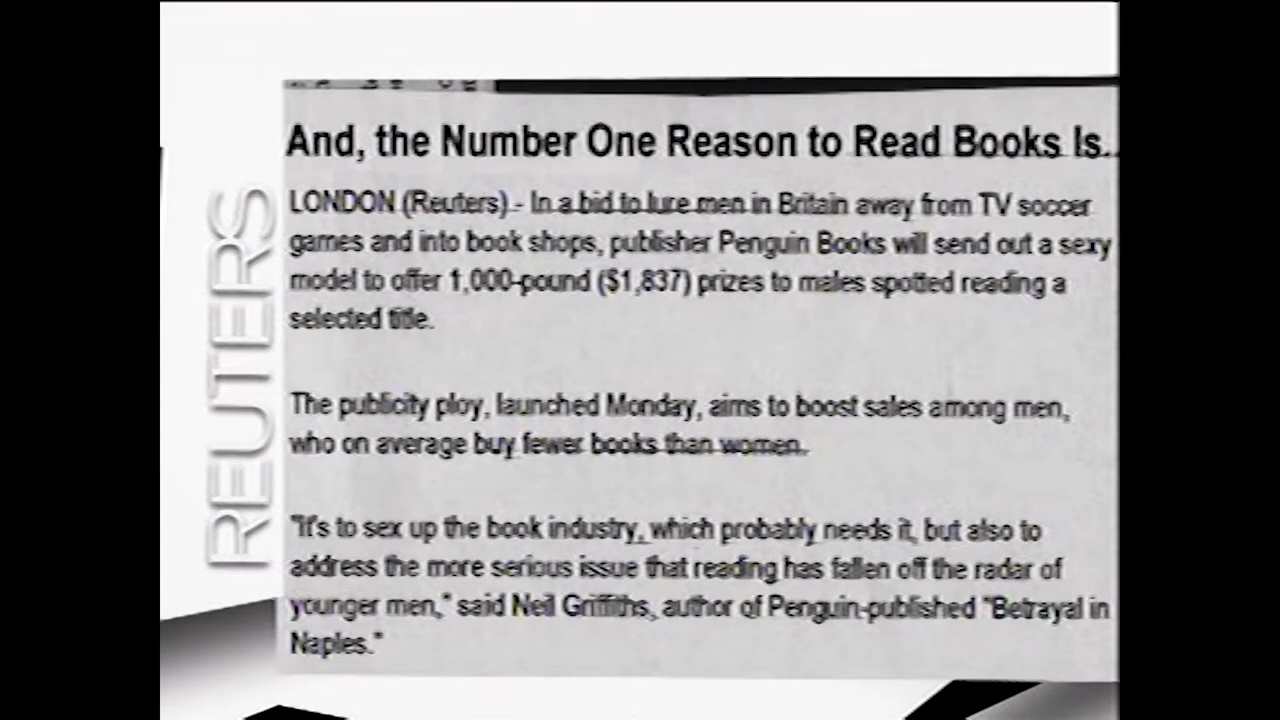 REUTERS
And, the Number One Reason to Read Books Is..
LONDON (Reuters) - In a bid to lure men in Britain away from TV soccer
games and into book shops, publisher Penguin Books will send out a sexy
model to offer 1,000-pound ($1,837) prizes to males spotted reading a
selected title.
The publicity ploy, launched Monday, aims to boost sales among men,
who on average buy fewer books than women.
"It's to sex up the book industry, which probably needs it, but also to
address the more serious issue that reading has fallen off the radar of
younger men," said Neil Griffiths, author of Penguin-published "Betrayal in
Naples."